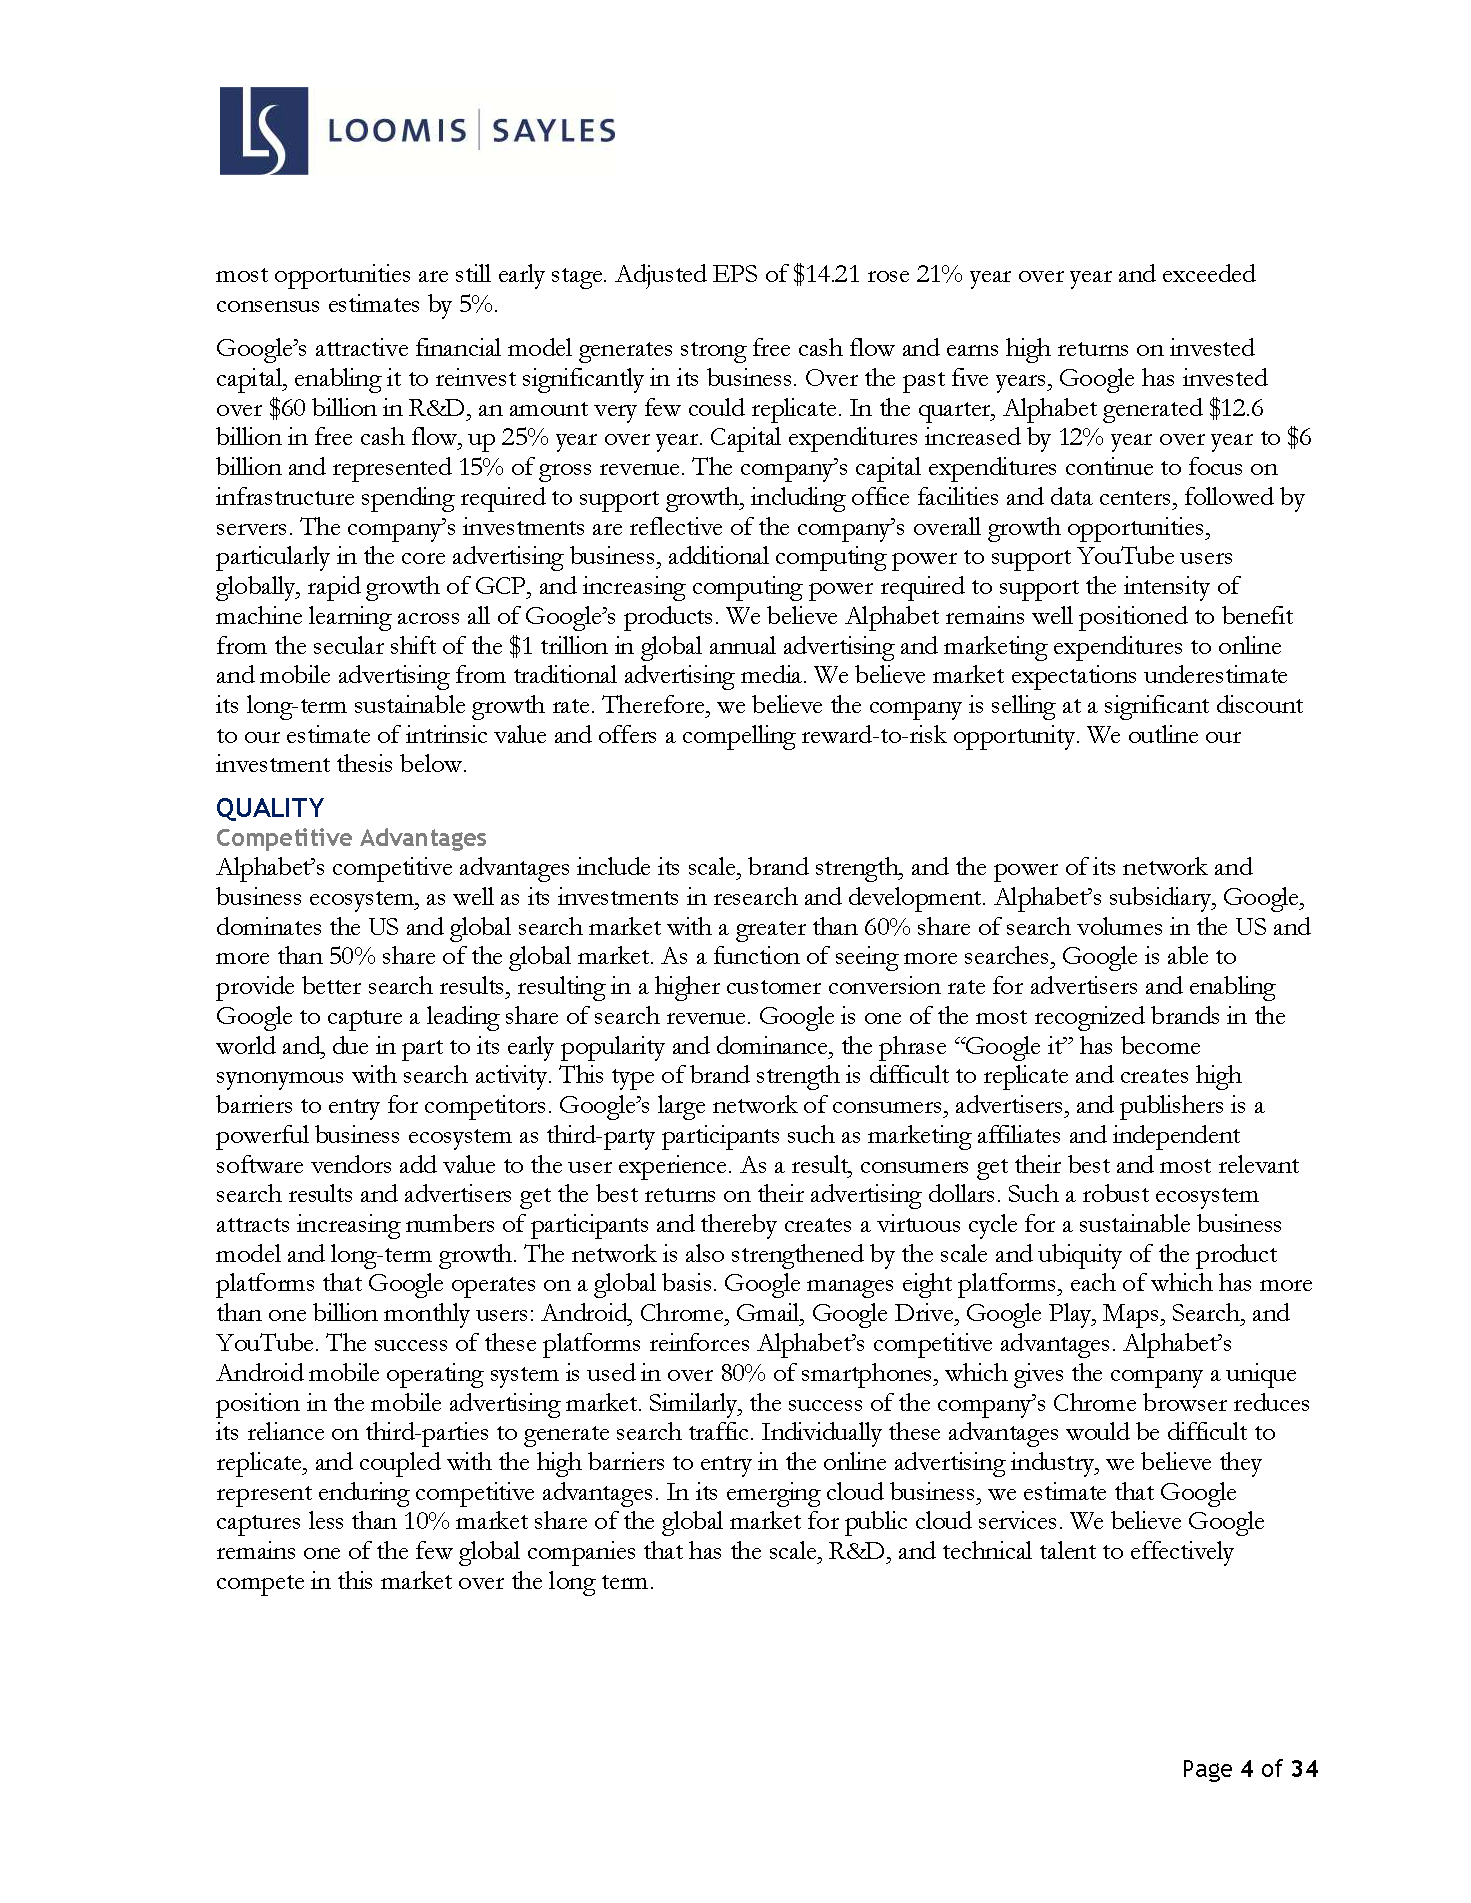 LS LOOMIS | SAYLES
most opportunities are still early stage. Adjusted EPS of $14.21 rose 21% year over year and exceeded
consensus estimates by 5%.
Google’s attractive financial model generates strong free cash flow and earns high returns on invested
capital, enabling it to reinvest significantly in its business. Over the past five years, Google has invested
over $60 billion in R&D, an amount very few could replicate. In the quarter, Alphabet generated $12.6
billion in free cash flow, up 25% year over year. Capital expenditures increased by 12% year over year to $6
billion and represented 15% of gross revenue. The company’s capital expenditures continue to focus on
infrastructure spending required to support growth, including office facilities and data centers, followed by
servers. The company’s investments are reflective of the company’s overall growth opportunities,
particularly in the core advertising business, additional computing power to support YouTube users
globally, rapid growth of GCP, and increasing computing power required to support the intensity of
machine learning across all of Google’s products. We believe Alphabet remains well positioned to benefit
from the secular shift of the $1 trillion in global annual advertising and marketing expenditures to online
and mobile advertising from traditional advertising media. We believe market expectations underestimate
its long-term sustainable growth rate. Therefore, we believe the company is selling at a significant discount
to our estimate of intrinsic value and offers a compelling reward-to-risk opportunity. We outline our
investment thesis below.
QUALITY
Competitive Advantages
Alphabet’s competitive advantages include its scale, brand strength, and the power of its network and
business ecosystem, as well as its investments in research and development. Alphabet’s subsidiary, Google,
dominates the US and global search market with a greater than 60% share of search volumes in the US and
more than 50% share of the global market. As a function of seeing more searches, Google is able to
provide better search results, resulting in a higher customer conversion rate for advertisers and enabling
Google to capture a leading share of search revenue. Google is one of the most recognized brands in the
world and, due in part to its early popularity and dominance, the phrase “Google it” has become
synonymous with search activity. This type of brand strength is difficult to replicate and creates high
barriers to entry for competitors. Google’s large network of consumers, advertisers, and publishers is a
powerful business ecosystem as third-party participants such as marketing affiliates and independent
software vendors add value to the user experience. As a result, consumers get their best and most relevant
search results and advertisers get the best returns on their advertising dollars. Such a robust ecosystem
attracts increasing numbers of participants and thereby creates a virtuous cycle for a sustainable business
model and long-term growth. The network is also strengthened by the scale and ubiquity of the product
platforms that Google operates on a global basis. Google manages eight platforms, each of which has more
than one billion monthly users: Android, Chrome, Gmail, Google Drive, Google Play, Maps, Search, and
YouTube. The success of these platforms reinforces Alphabet’s competitive advantages. Alphabet’s
Android mobile operating system is used in over 80% of smartphones, which gives the company a unique
position in the mobile advertising market. Similarly, the success of the company’s Chrome browser reduces
its reliance on third-parties to generate search traffic. Individually these advantages would be difficult to
replicate, and coupled with the high barriers to entry in the online advertising industry, we believe they
represent enduring competitive advantages. In its emerging cloud business, we estimate that Google
captures less than 10% market share of the global market for public cloud services. We believe Google
remains one of the few global companies that has the scale, R&D, and technical talent to effectively
compete in this market over the long term.
Page 4 of 34